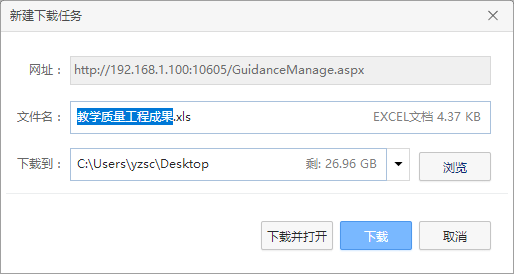 新建下载任务
网址： http://192.168.1.100:10605/GuidanceManage.aspx
文件名： 教学质量工程成果.xls EXCEL文档 4.37 KB
下载到： C:\Users\yzsc\Desktop 剩: 26.96 GB 浏览
下载并打开 下载 取消